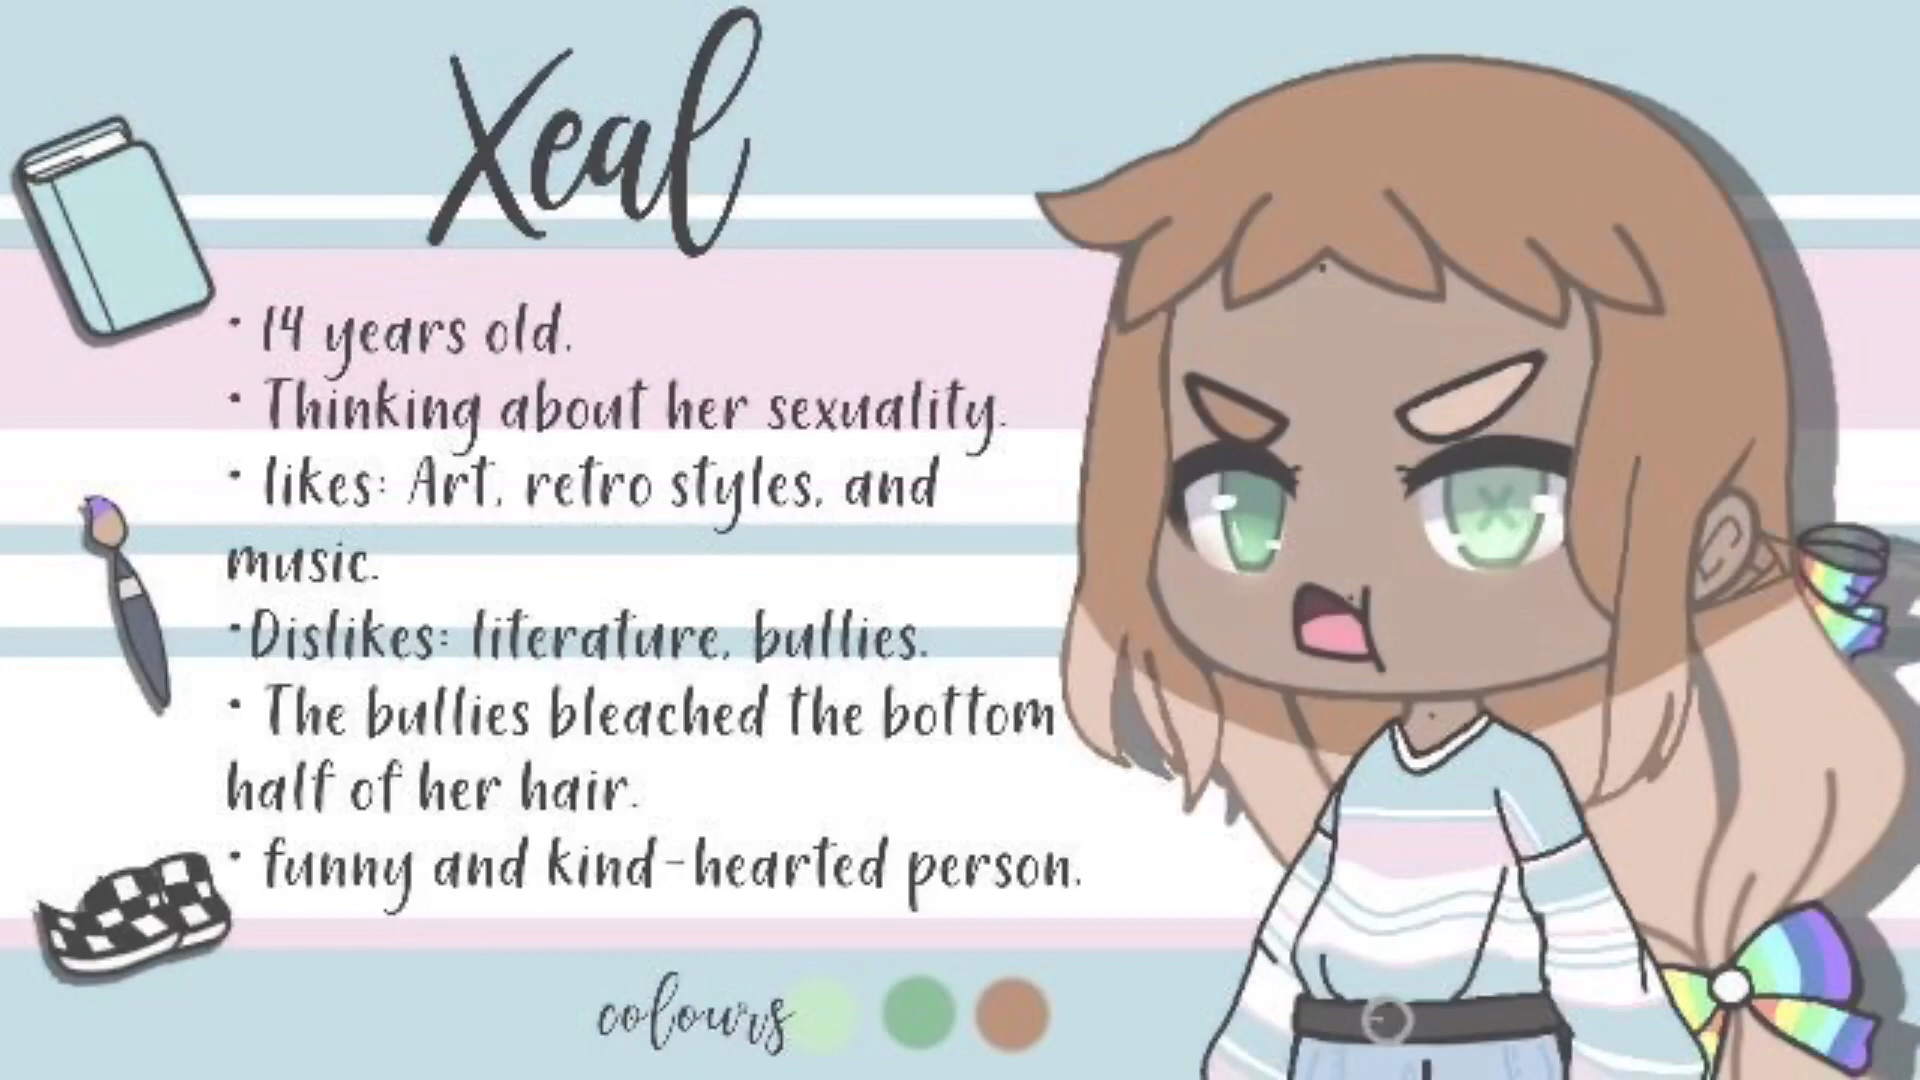 Xeal
· 14 years old.
· Thinking about her sexuality.
· likes: Art, retro styles, and
music.
·Dislikes: literature, bullies.
· The bullies bleached the bottom
half of her hair.
· funny and kind-hearted person.
colours